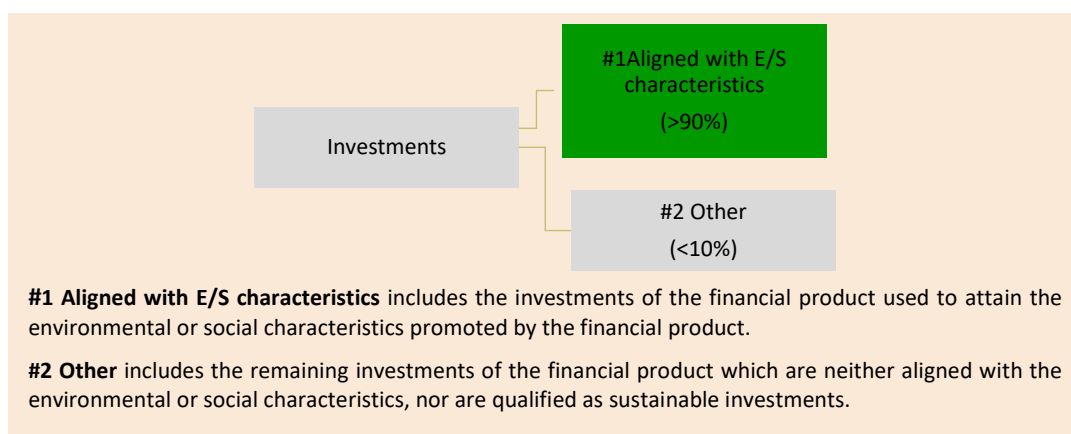 #1Aligned with E/S
characteristics
(>90%)
Investments
#2 Other
(<10%)
#1 Aligned with E/S characteristics includes the investments of the financial product used to attain the
environmental or social characteristics promoted by the financial product.
#2 Other includes the remaining investments of the financial product which are neither aligned with the
environmental or social characteristics, nor are qualified as sustainable investments.